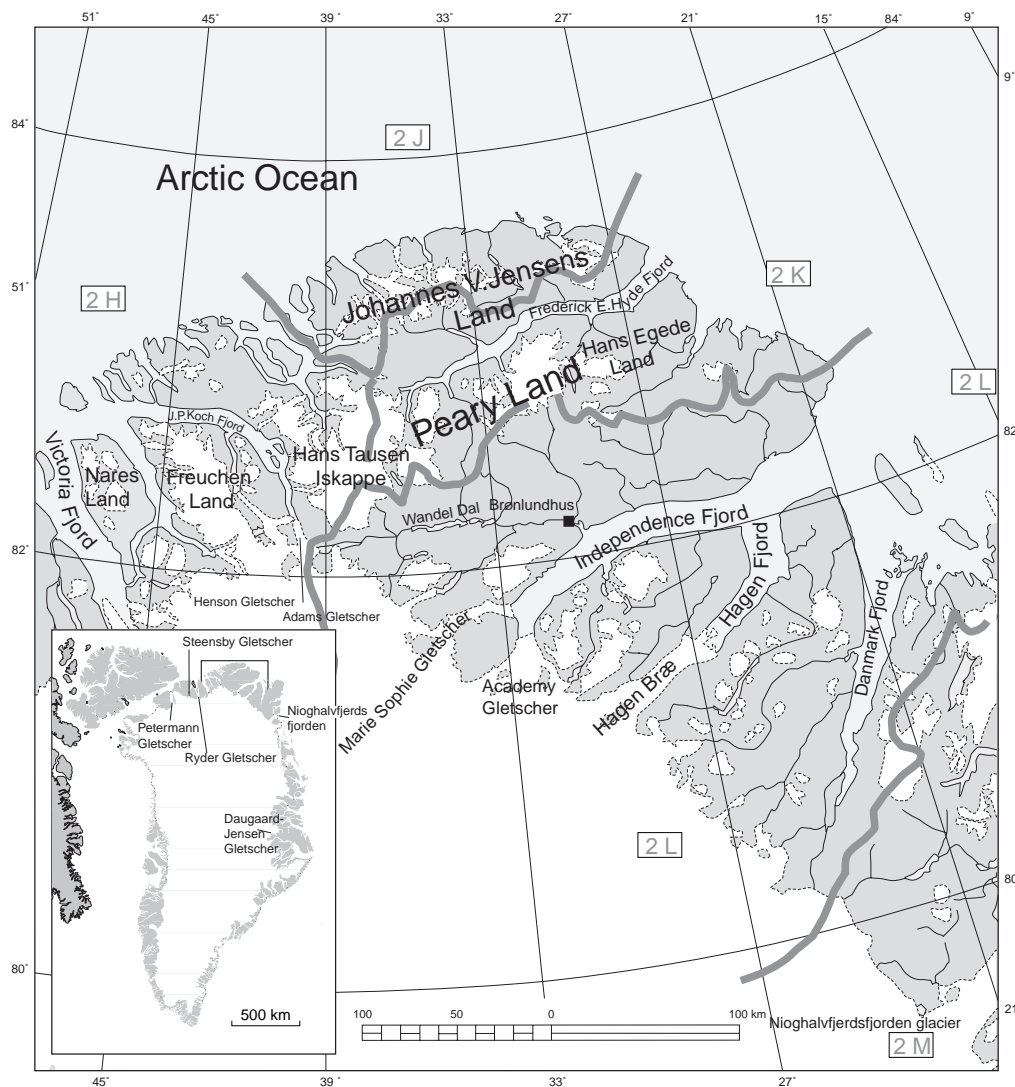 51°
45°
39°
33°
27°
21°
15°
84°
9°
9°
84°
2 J
Arctic Ocean
2 K
51°
2 H
Johannes V.Jensens
Land
Frederick E.Hyde Fjord
Hans Egede
Land
Peary Land
2 L
82
J.P.Koch Fjord
Victoria Fjord
Nares
Land
Freuchen
Land
Hans Tausen
Iskappe
Wandel Dal
Brønlundhus
Independence Fjord
82°
Hagen Fjord
Henson Gletscher
Adams Gletscher
Marie Sophie Gletscher
Academy
Gletscher
Hagen Bræ
Danmark Fjord
Steensby Gletscher
Petermann
Gletscher
Ryder Gletscher
Nioghalvfjerds
fjorden
Daugaard-
Jensen
Gletscher
500 km
2 L
80
80°
100
50
0
100 km
Nioghalvfjerdsfjorden glacier
2 M
21
45°
39°
33°
27°